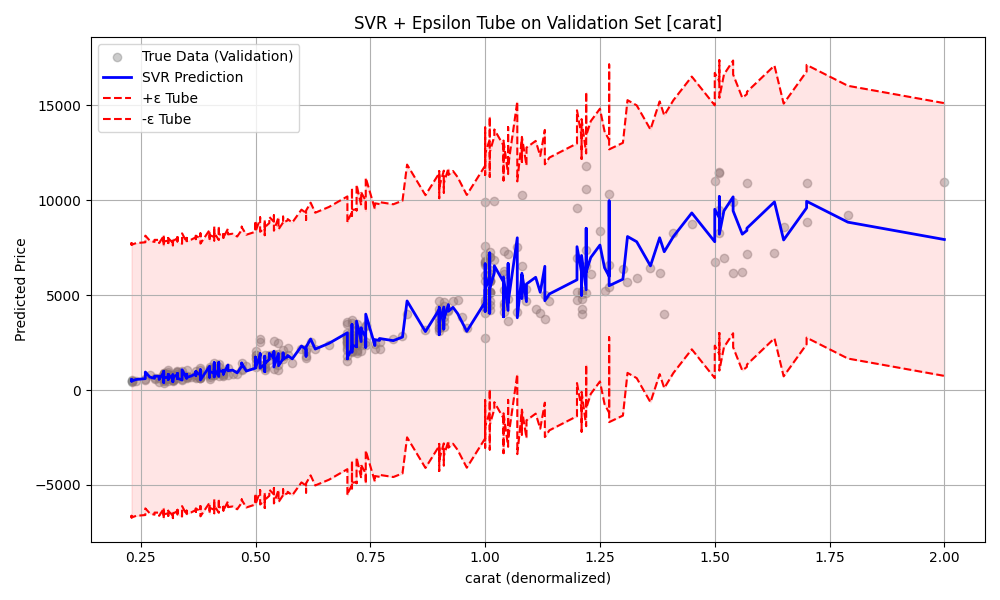 SVR + Epsilon Tube on Validation Set [carat]
True Data (Validation)
SVR Prediction
+ε Tube
-ε Tube
Predicted Price
15000
10000
5000
0
−5000
0.25 0.50 0.75 1.00 1.25 1.50 1.75 2.00
carat (denormalized)